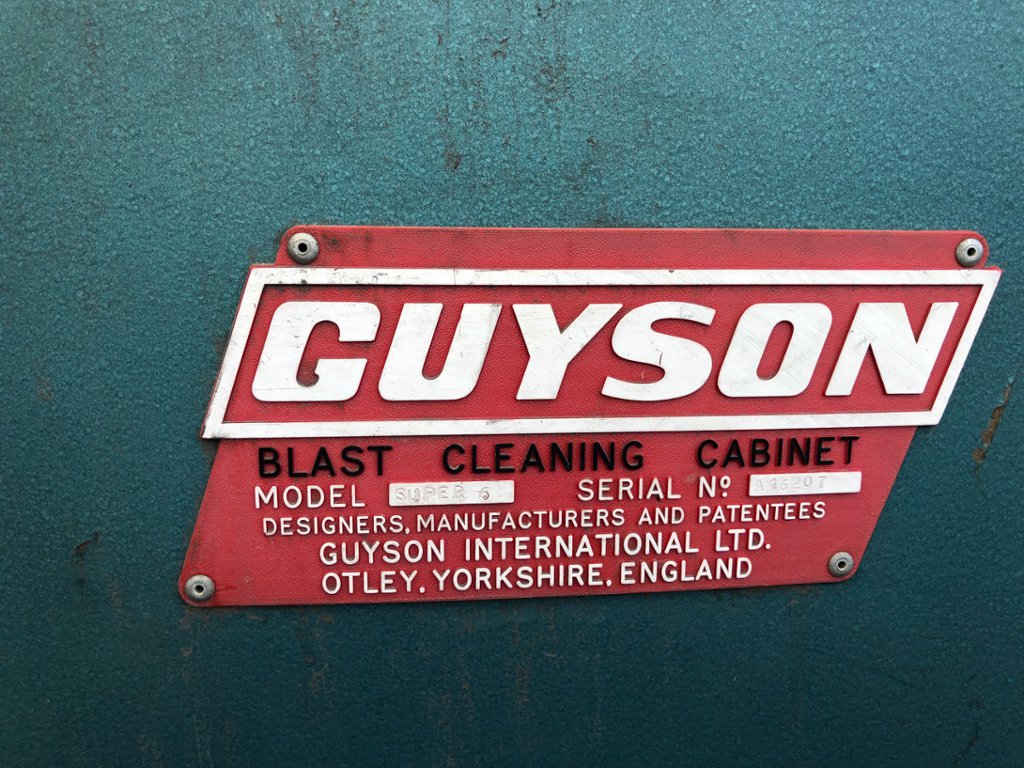 GUYSON
BLAST CLEANING CABINET
MODEL SUPER 6 SERIAL Nº A16207
DESIGNERS, MANUFACTURERS AND PATENTEES
GUYSON INTERNATIONAL LTD.
OTLEY, YORKSHIRE, ENGLAND